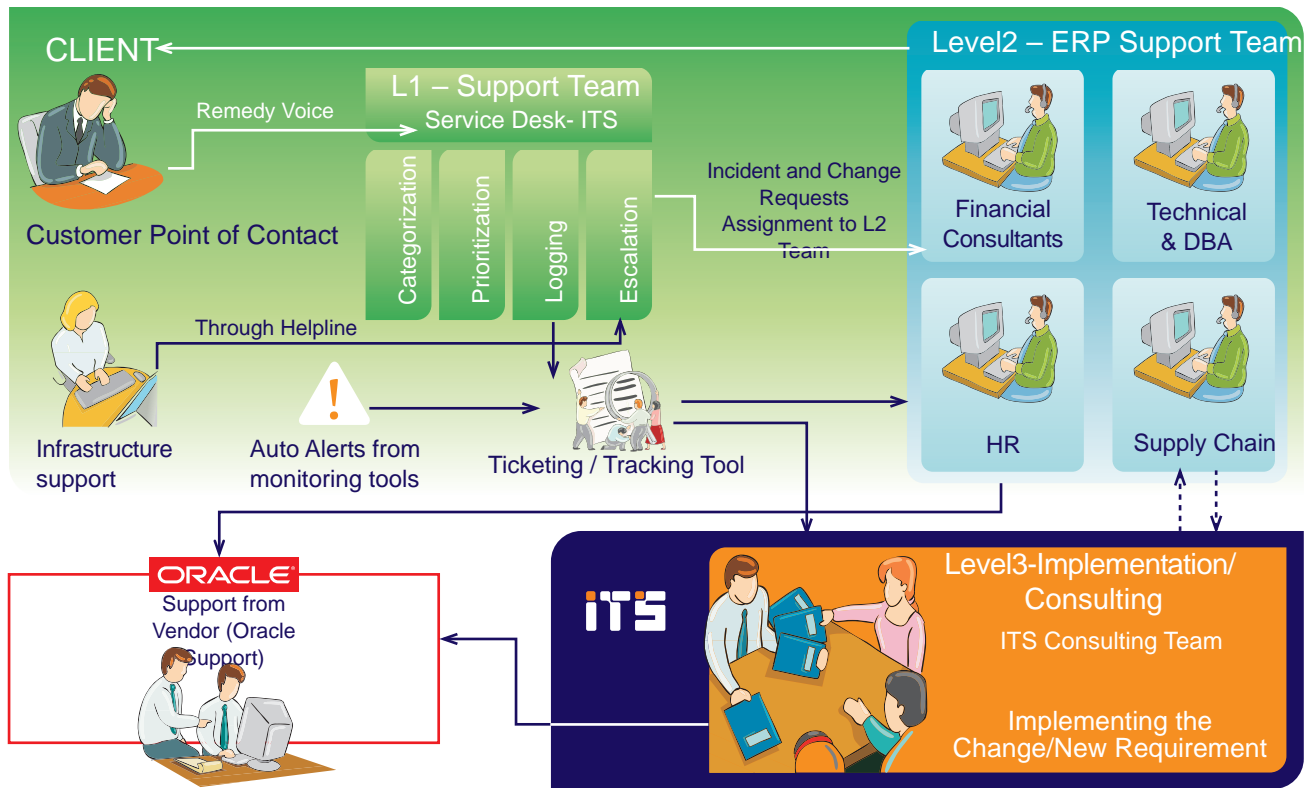 CLIENT
Level2 – ERP Support Team
L1 – Support Team
Service Desk- ITS
Remedy Voice
Categorization
Prioritization
Logging
Escalation
Incident and Change
Requests
Assignment to L2
Team
Financial
Consultants
Technical
& DBA
Customer Point of Contact
Through Helpline
Infrastructure
support
Auto Alerts from
monitoring tools
Ticketing / Tracking Tool
HR
Supply Chain
ORACLE
Support from
Vendor (Oracle
Support)
iTS
Level3-Implementation/
Consulting
ITS Consulting Team
Implementing the
Change/New Requirement